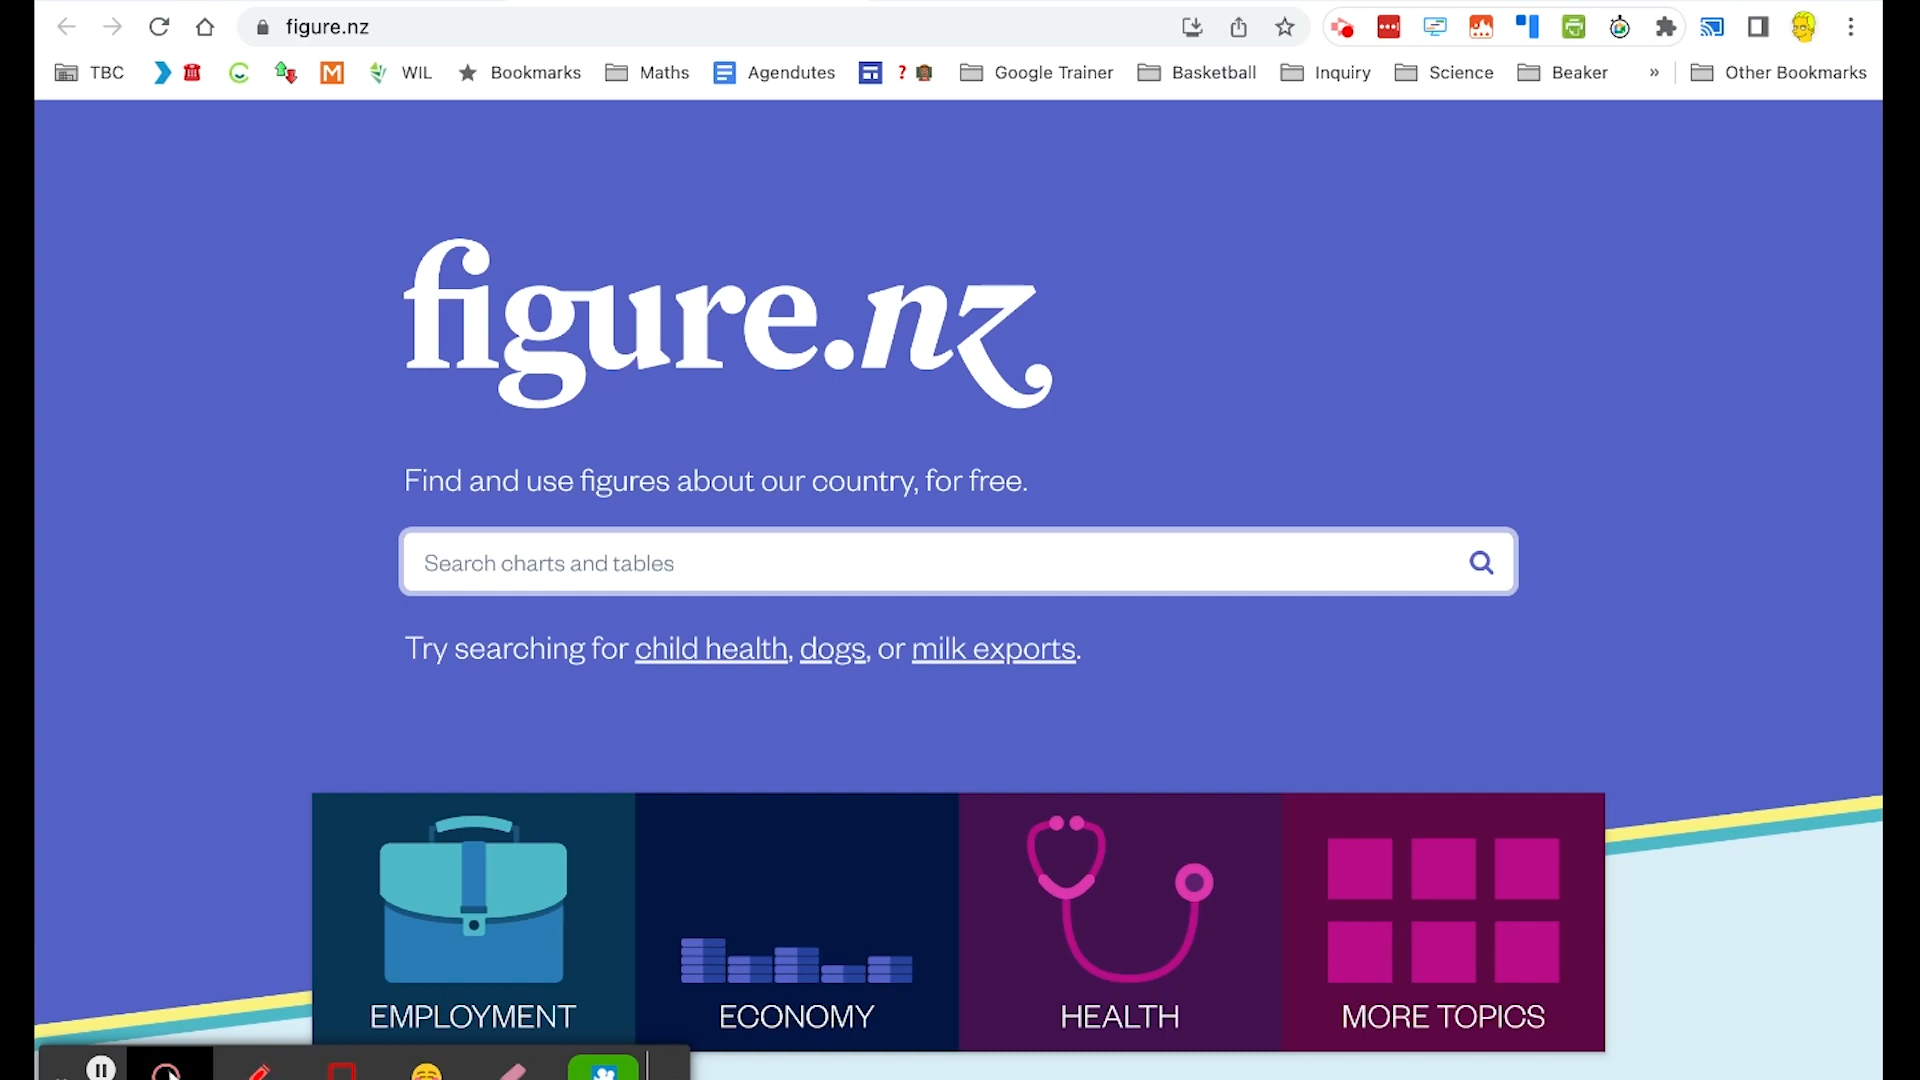 figure.nz
TBC
WIL
Bookmarks
Maths
Agendutes
?
Google Trainer
Basketball
Inquiry
Science
Beaker
»
Other Bookmarks
figure.nz
Find and use figures about our country, for free.
Search charts and tables
Try searching for child health, dogs, or milk exports.
EMPLOYMENT
ECONOMY
HEALTH
MORE TOPICS